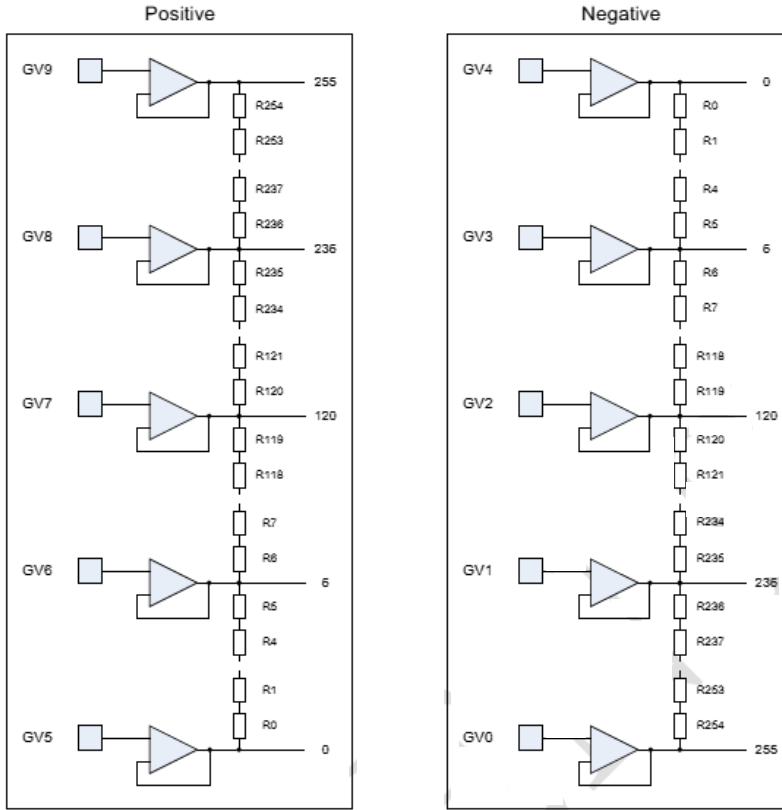 Positive
GV9
255
R254
R253
R237
R236
GV8
236
R235
R234
R121
R120
GV7
120
R119
R118
R7
R6
GV6
6
R5
R4
R1
R0
GV5
0
Negative
GV4
0
R0
R1
R4
R5
GV3
6
R6
R7
R118
R119
GV2
120
R120
R121
R234
R235
GV1
236
R236
R237
R253
R254
GV0
255